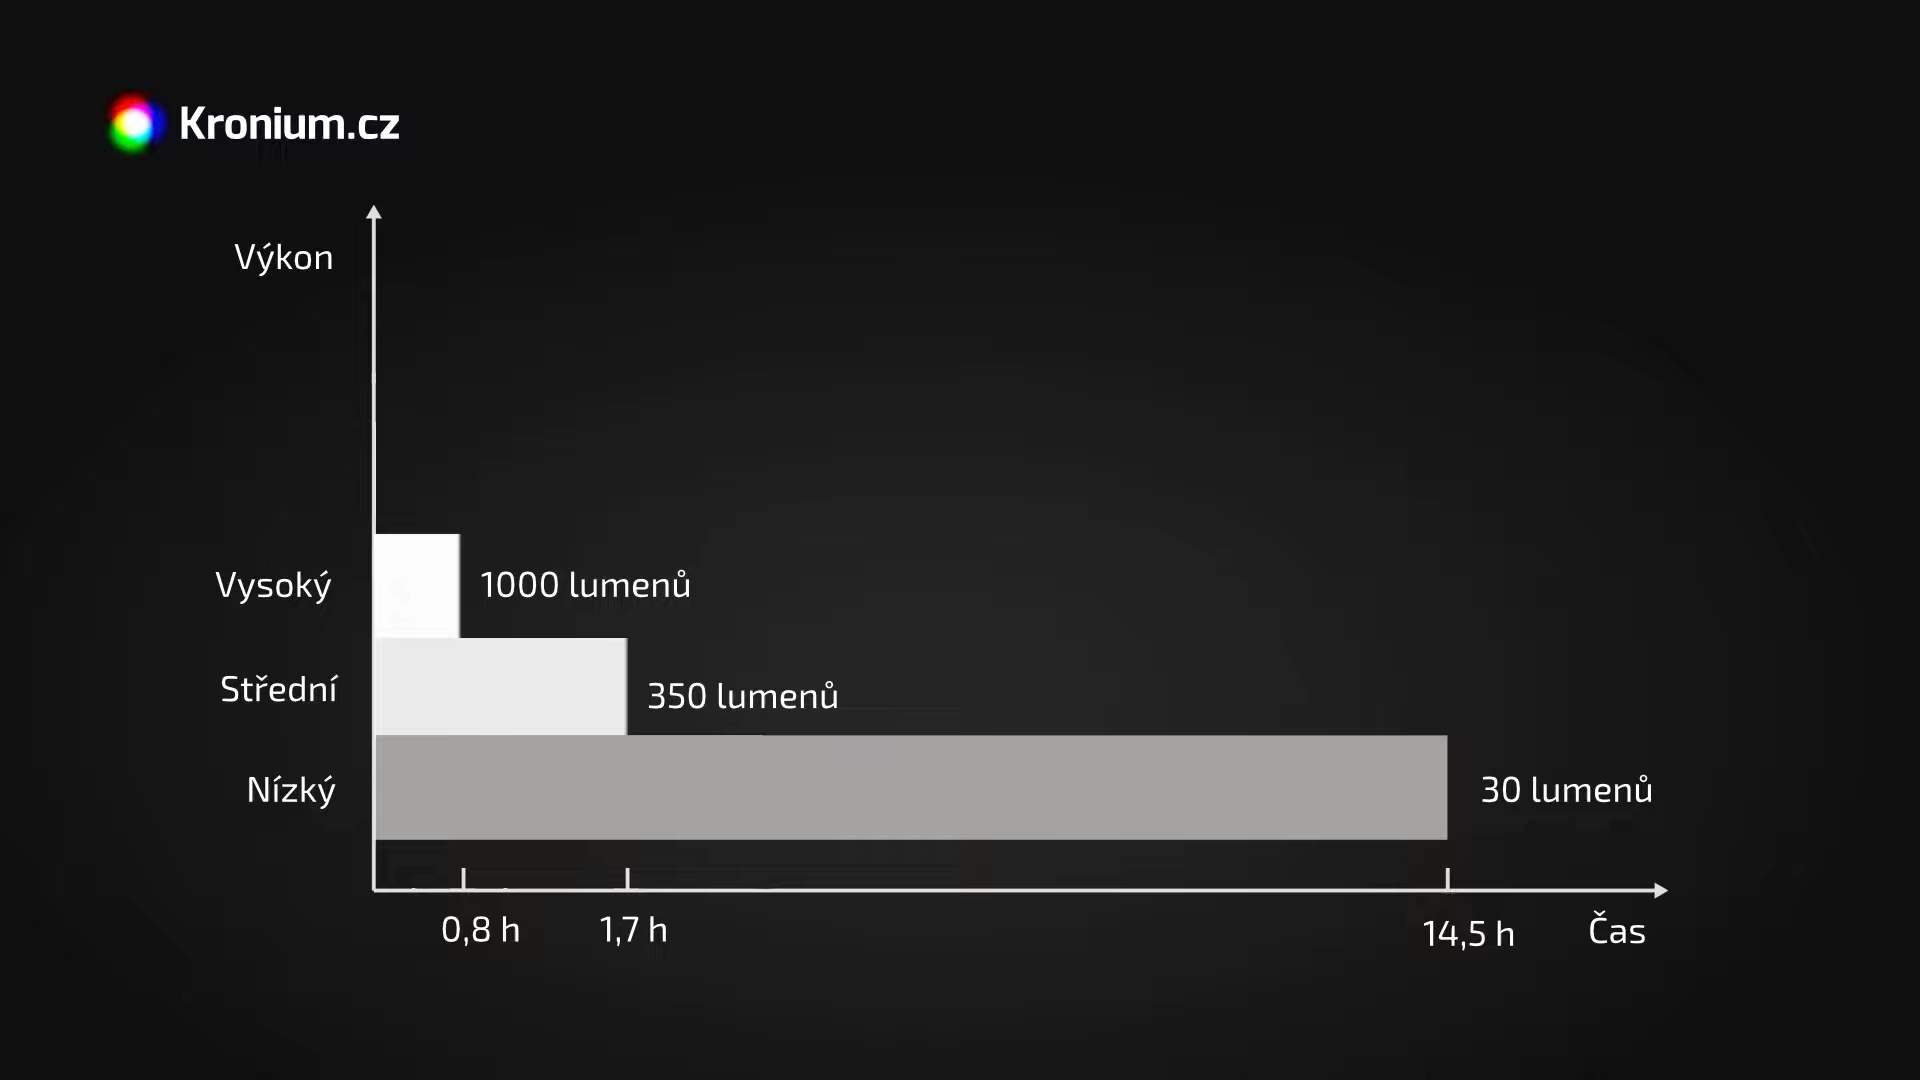 Kronium.cz
Výkon
Vysoký
1000 lumenů
Střední
350 lumenů
Nízký
30 lumenů
0,8 h
1,7 h
14,5 h
Čas